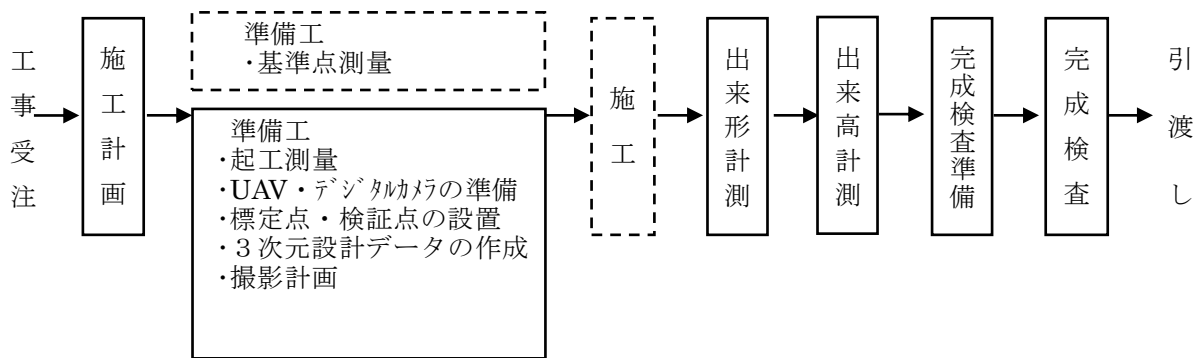 工事受注
施工計画
準備工
・基準点測量
準備工
・起工測量
・UAV・ﾃﾞｼﾞﾀﾙｶﾒﾗの準備
・標定点・検証点の設置
・３次元設計データの作成
・撮影計画
施工
出来形計測
出来高計測
完成検査準備
完成検査
引渡し